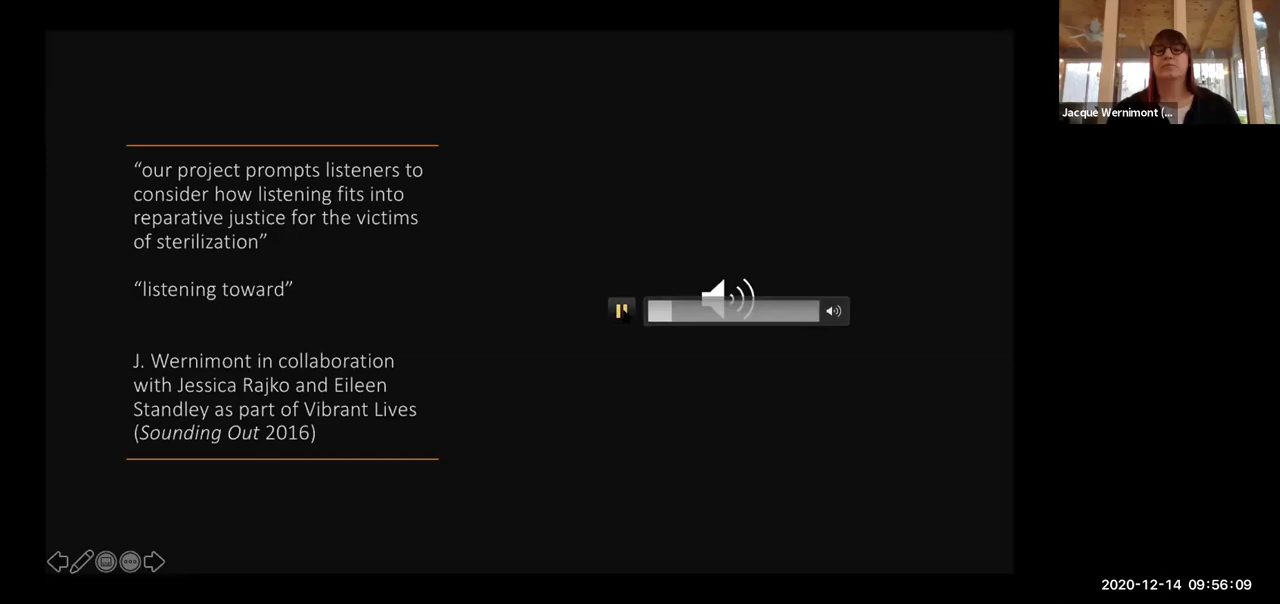 “our project prompts listeners to
consider how listening fits into
reparative justice for the victims
of sterilization”
“listening toward”
J. Wernimont in collaboration
with Jessica Rajko and Eileen
Standley as part of Vibrant Lives
(Sounding Out 2016)
Jacque Wernimont (...
2020-12-14 09:56:09